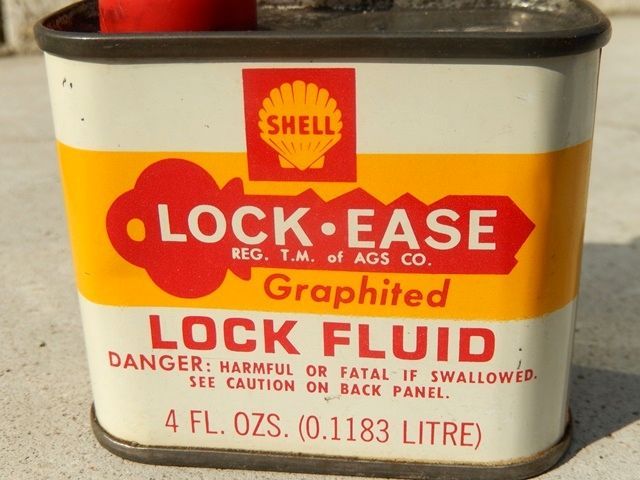 SHELL
LOCK•EASE
REG. T.M. of AGS CO.
Graphited
LOCK FLUID
DANGER: HARMFUL OR FATAL IF SWALLOWED.
SEE CAUTION ON BACK PANEL.
4 FL. OZS. (0.1183 LITRE)